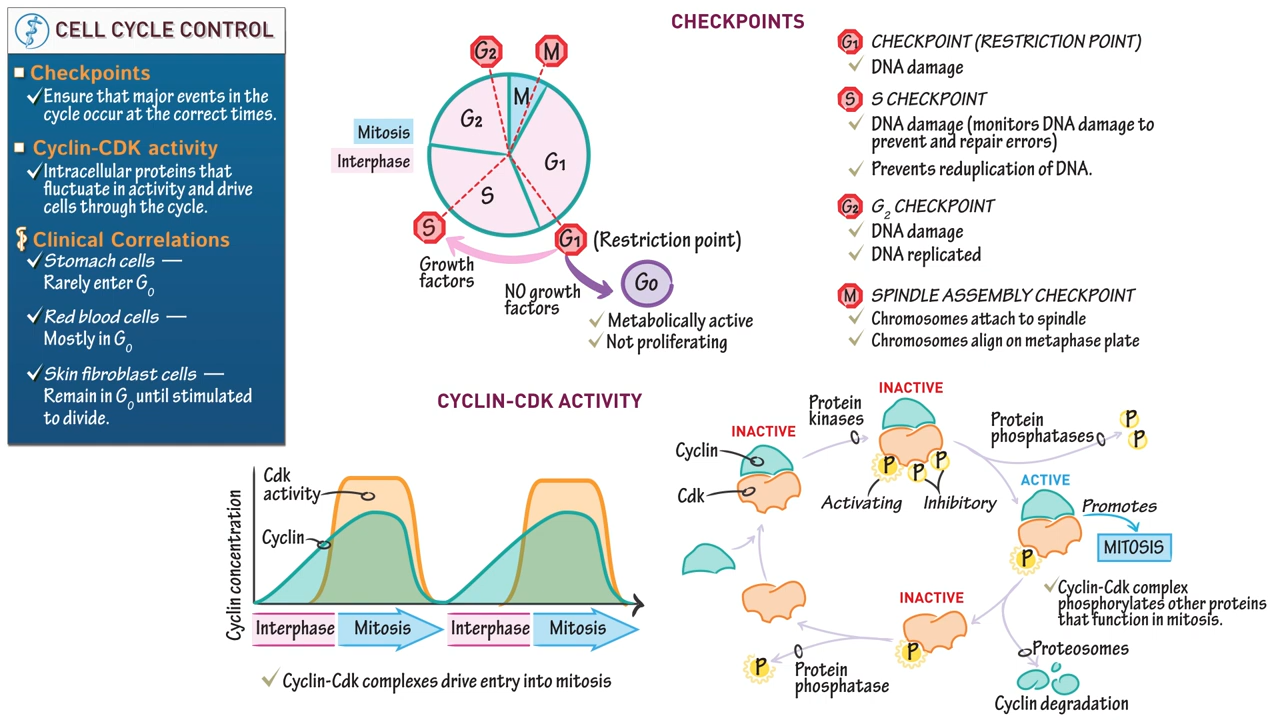 CELL CYCLE CONTROL
Checkpoints
Ensure that major events in the
cycle occur at the correct times.
Cyclin-CDK activity
Intracellular proteins that
fluctuate in activity and drive
cells through the cycle.
Clinical Correlations
Stomach cells —
Rarely enter G0
Red blood cells —
Mostly in G0
Skin fibroblast cells —
Remain in G0 until stimulated
to divide.
CHECKPOINTS
G2
M
M
G2
G1
S
Mitosis
Interphase
S
G1
(Restriction point)
Growth
factors
NO growth
factors
G0
Metabolically active
Not proliferating
G1 CHECKPOINT (RESTRICTION POINT)
DNA damage
S S CHECKPOINT
DNA damage (monitors DNA damage to
prevent and repair errors)
Prevents reduplication of DNA.
G2 G2 CHECKPOINT
DNA damage
DNA replicated
M SPINDLE ASSEMBLY CHECKPOINT
Chromosomes attach to spindle
Chromosomes align on metaphase plate
CYCLIN-CDK ACTIVITY
Cyclin concentration
Cdk
activity
Cyclin
Interphase
Mitosis
Interphase
Mitosis
Cyclin-Cdk complexes drive entry into mitosis
INACTIVE
Cyclin
Cdk
Protein
kinases
INACTIVE
P
P
P
Activating
Inhibitory
Protein
phosphatases
P
P
ACTIVE
P
Promotes
MITOSIS
Cyclin-Cdk complex
phosphorylates other proteins
that function in mitosis.
Proteosomes
Cyclin degradation
INACTIVE
P
Protein
phosphatase
P